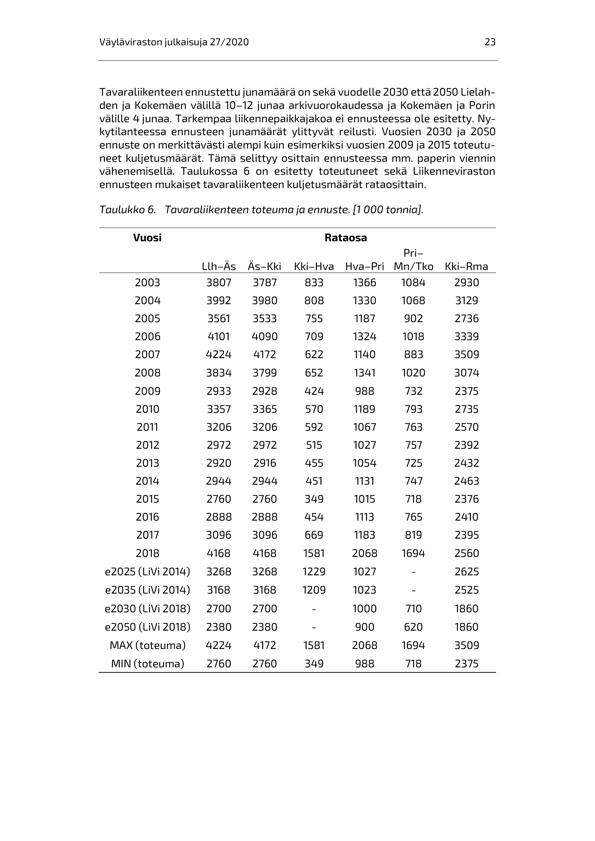 Väyläviraston julkaisuja 27/2020 23
Tavaraliikenteen ennustettu junamäärä on sekä vuodelle 2030 että 2050 Lielah-
den ja Kokemäen välillä 10–12 junaa arkivuorokaudessa ja Kokemäen ja Porin
välille 4 junaa. Tarkempaa liikennepaikkajakoa ei ennusteessa ole esitetty. Ny-
kytilanteessa ennusteen junamäärät ylittyvät reilusti. Vuosien 2030 ja 2050
ennuste on merkittävästi alempi kuin esimerkiksi vuosien 2009 ja 2015 toteutu-
neet kuljetusmäärät. Tämä selittyy osittain ennusteessa mm. paperin viennin
vähenemisellä. Taulukossa 6 on esitetty toteutuneet sekä Liikenneviraston
ennusteen mukaiset tavaraliikenteen kuljetusmäärät rataosittain.
Taulukko 6. Tavaraliikenteen toteuma ja ennuste. [1 000 tonnia].
Vuosi Rataosa
Pri–
Llh–Äs Äs–Kki Kki–Hva Hva–Pri Mn/Tko Kki–Rma
2003 3807 3787 833 1366 1084 2930
2004 3992 3980 808 1330 1068 3129
2005 3561 3533 755 1187 902 2736
2006 4101 4090 709 1324 1018 3339
2007 4224 4172 622 1140 883 3509
2008 3834 3799 652 1341 1020 3074
2009 2933 2928 424 988 732 2375
2010 3357 3365 570 1189 793 2735
2011 3206 3206 592 1067 763 2570
2012 2972 2972 515 1027 757 2392
2013 2920 2916 455 1054 725 2432
2014 2944 2944 451 1131 747 2463
2015 2760 2760 349 1015 718 2376
2016 2888 2888 454 1113 765 2410
2017 3096 3096 669 1183 819 2395
2018 4168 4168 1581 2068 1694 2560
e2025 (LiVi 2014) 3268 3268 1229 1027 - 2625
e2035 (LiVi 2014) 3168 3168 1209 1023 - 2525
e2030 (LiVi 2018) 2700 2700 - 1000 710 1860
e2050 (LiVi 2018) 2380 2380 - 900 620 1860
MAX (toteuma) 4224 4172 1581 2068 1694 3509
MIN (toteuma) 2760 2760 349 988 718 2375